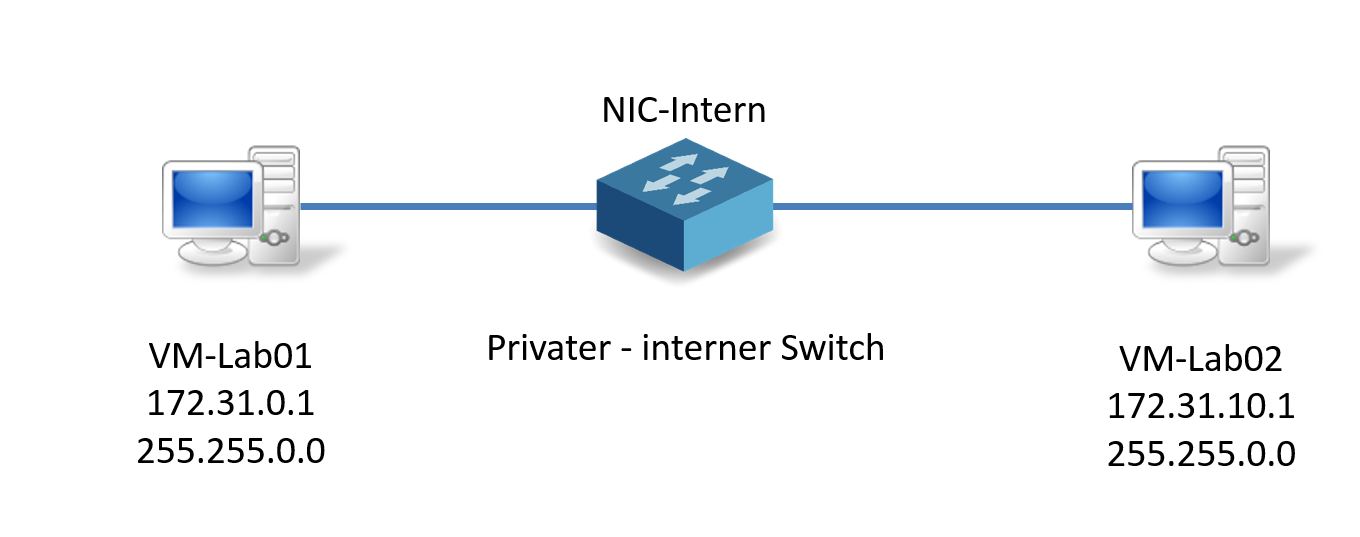 NIC-Intern
Privater - interner Switch
VM-Lab01
172.31.0.1
255.255.0.0
VM-Lab02
172.31.10.1
255.255.0.0